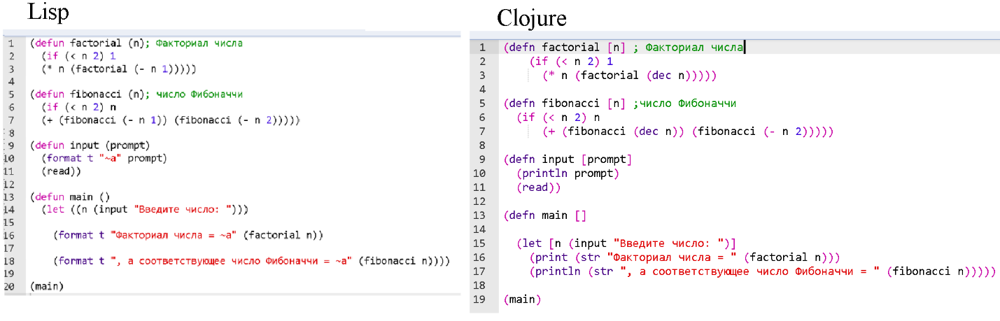 Lisp
1 (defun factorial (n); Факториал числа
2 (if (< n 2) 1
3 (* n (factorial (- n 1)))))
4
5 (defun fibonacci (n); число Фибоначчи
6 (if (< n 2) n
7 (+ (fibonacci (- n 1)) (fibonacci (- n 2)))))
8
9 (defun input (prompt)
10 (format t "~a" prompt)
11 (read))
12
13 (defun main ()
14 (let ((n (input "Введите число: ")))
15
16 (format t "Факториал числа = ~a" (factorial n))
17
18 (format t ", а соответствующее число Фибоначчи = ~a" (fibonacci n))))
19
20 (main)
Clojure
1 (defn factorial [n] ; Факториал числа
2 (if (< n 2) 1
3 (* n (factorial (dec n)))))
4
5 (defn fibonacci [n] ;число Фибоначчи
6 (if (< n 2) n
7 (+ (fibonacci (dec n)) (fibonacci (- n 2)))))
8
9 (defn input [prompt]
10 (println prompt)
11 (read))
12
13 (defn main []
14
15 (let [n (input "Введите число: ")]
16 (print (str "Факториал числа = " (factorial n)))
17 (println (str ", а соответствующее число Фибоначчи = " (fibonacci n)))))
18
19 (main)